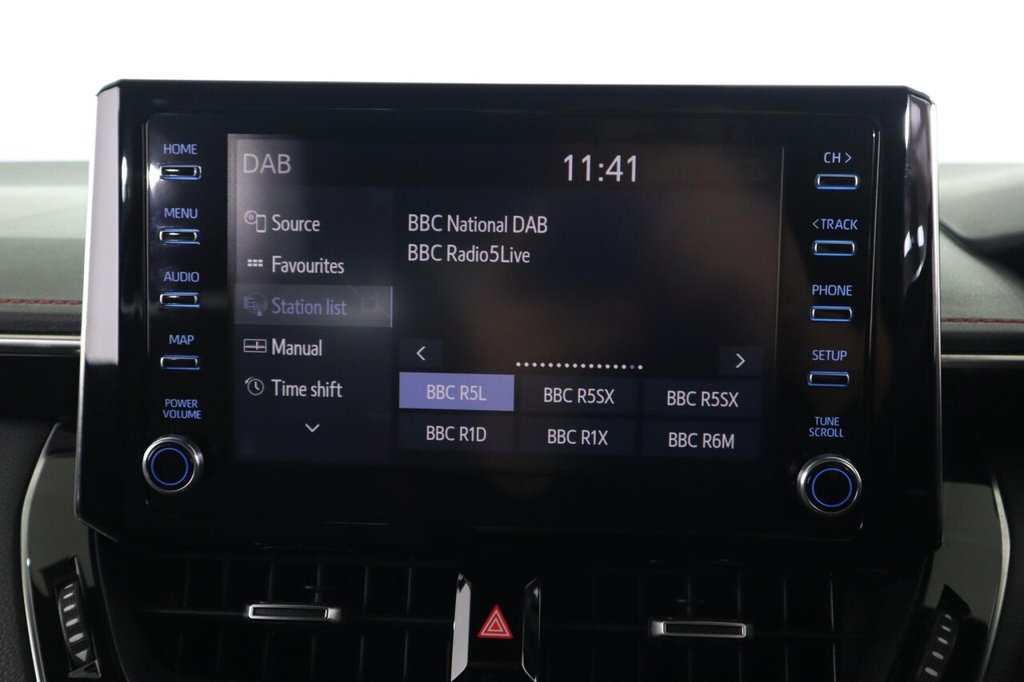 HOME
MENU
AUDIO
MAP
POWER
VOLUME
DAB
11:41
Source
Favourites
Station list
Manual
Time shift
BBC National DAB
BBC Radio5Live
BBC R5L
BBC R5SX
BBC R5SX
BBC R1D
BBC R1X
BBC R6M
CH >
< TRACK
PHONE
SETUP
TUNE
SCROLL